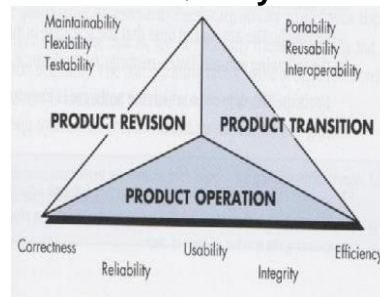 Maintainability
Flexibility
Testability
Portability
Reusability
Interoperability
PRODUCT REVISION
PRODUCT TRANSITION
PRODUCT OPERATION
Correctness
Reliability
Usability
Integrity
Efficiency